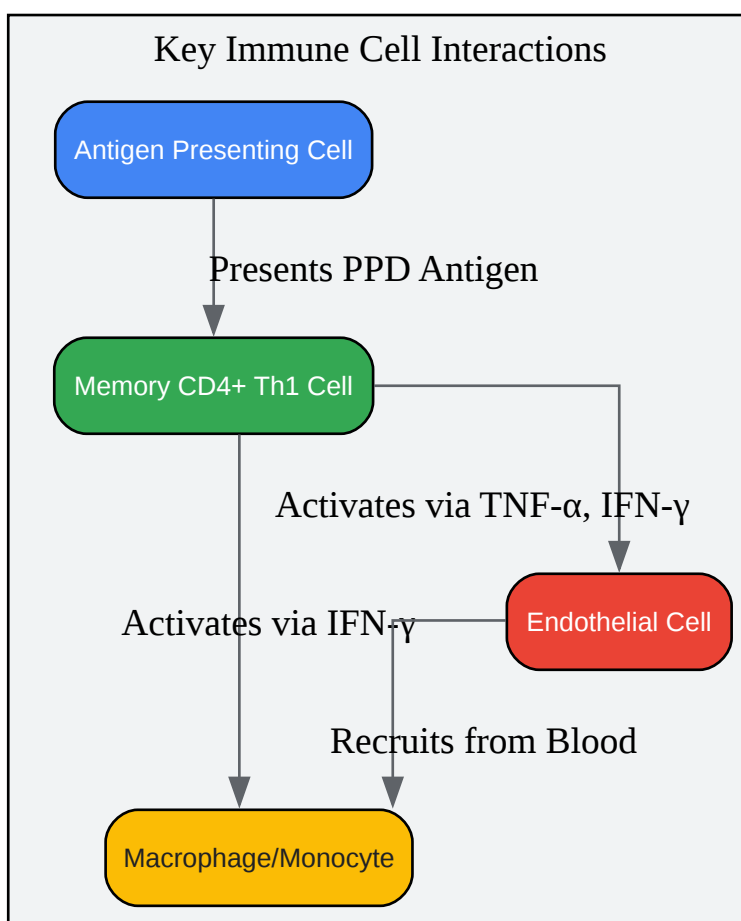 Key Immune Cell Interactions
Antigen Presenting Cell
Presents PPD Antigen
Memory CD4+ Th1 Cell
Activates via TNF-α, IFN-γ
Activates via IFN-γ
Endothelial Cell
Recruits from Blood
Macrophage/Monocyte